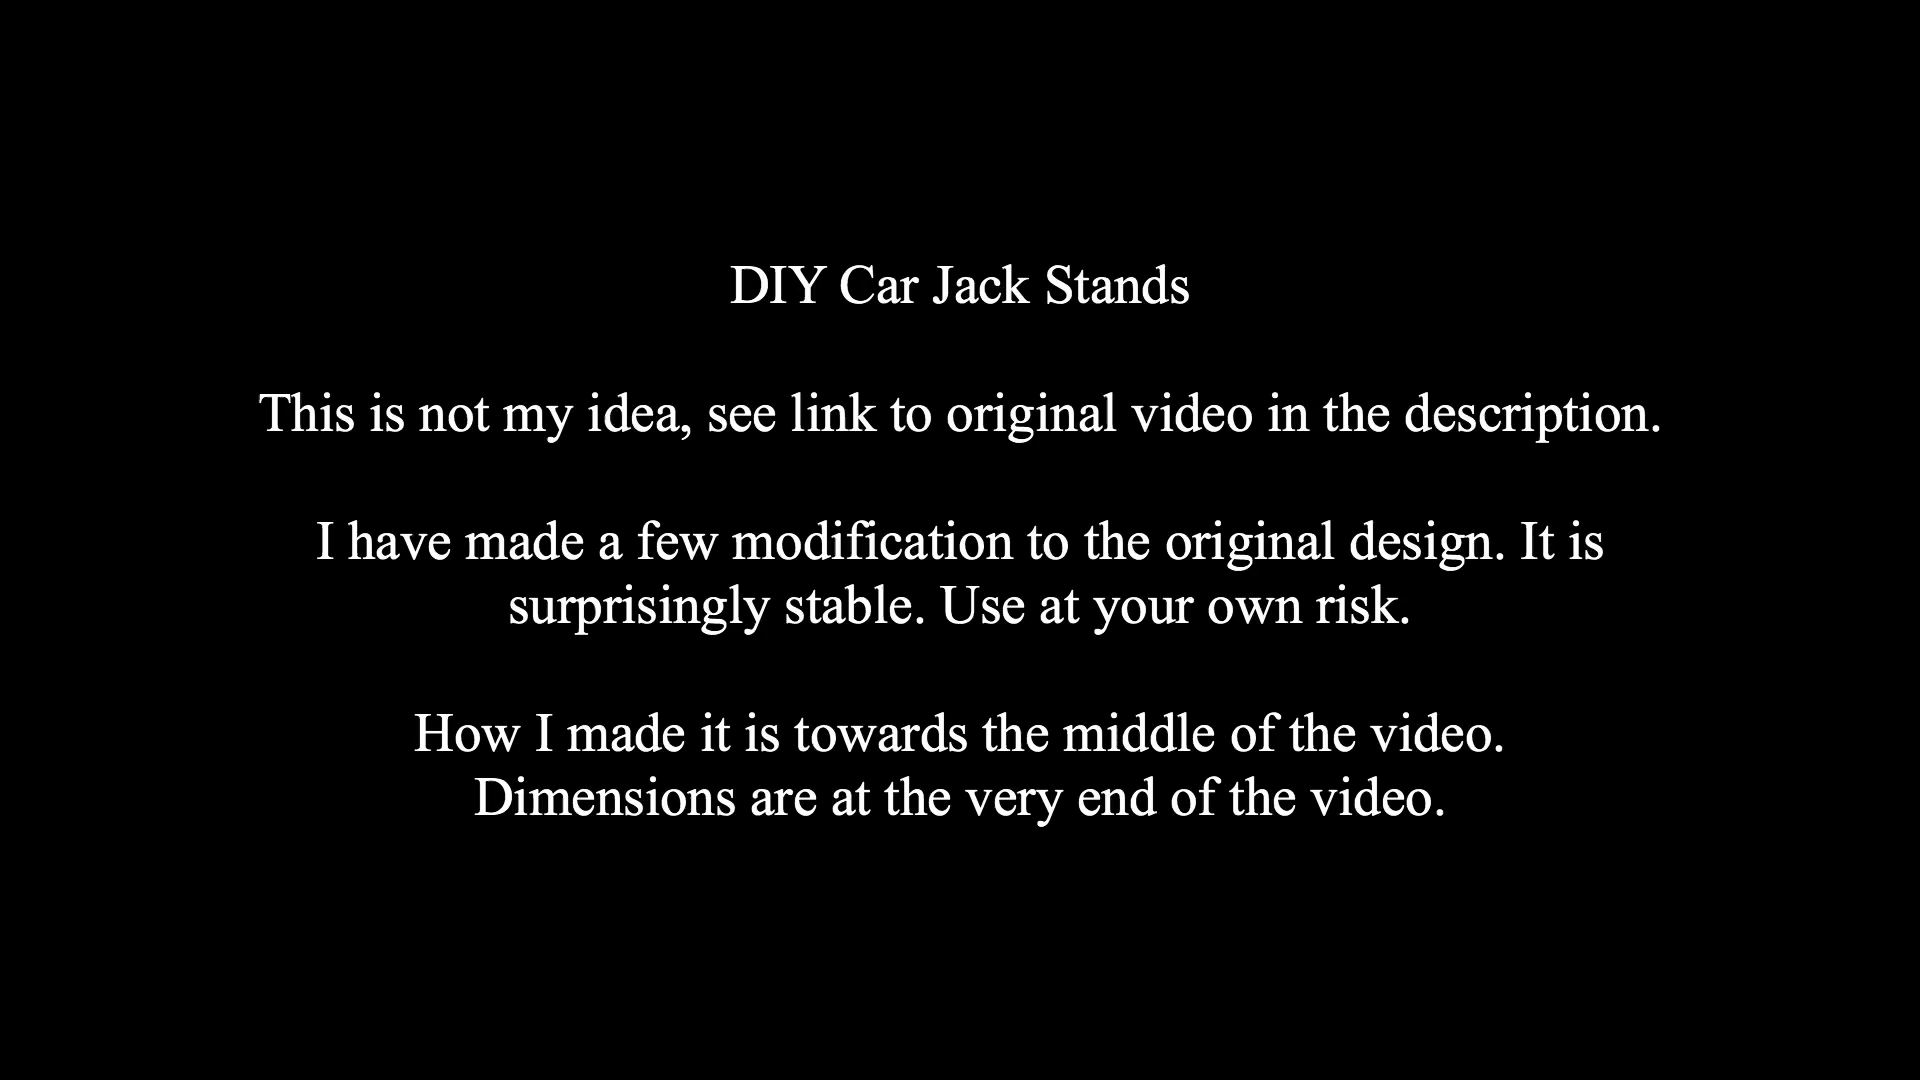 DIY Car Jack Stands
This is not my idea, see link to original video in the description.
I have made a few modification to the original design. It is
surprisingly stable. Use at your own risk.
How I made it is towards the middle of the video.
Dimensions are at the very end of the video.